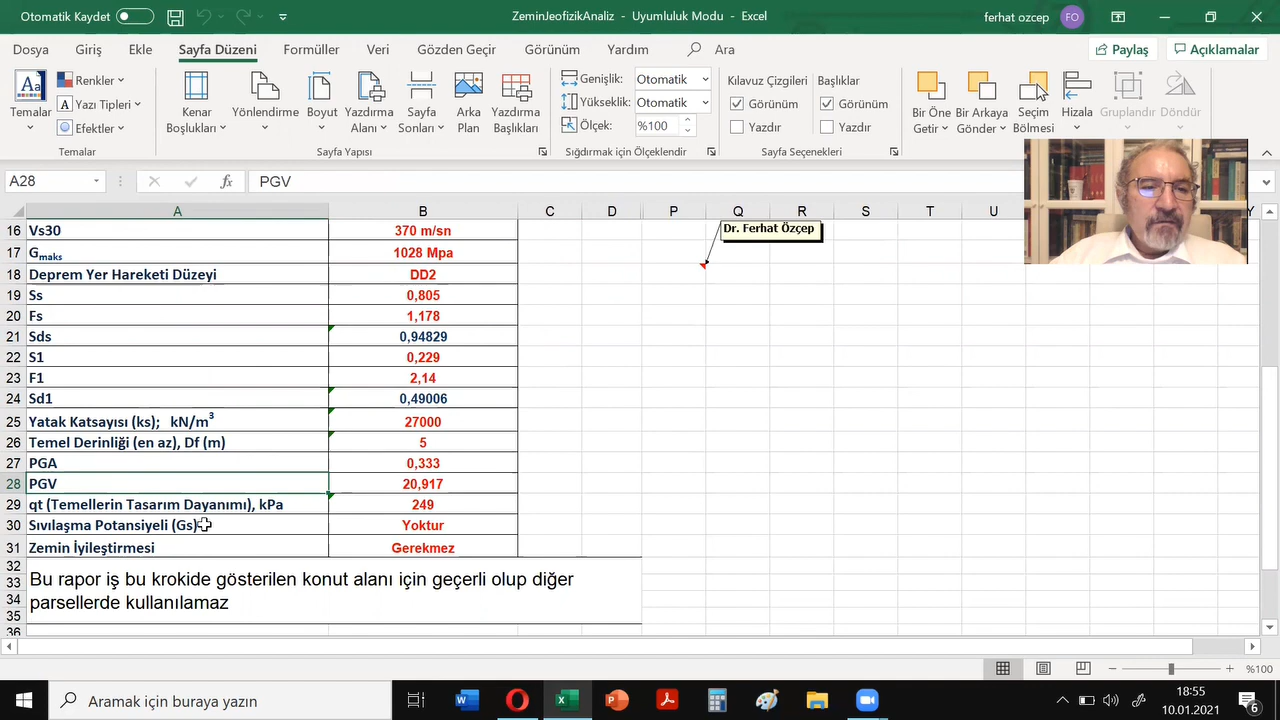 Otomatik Kaydet
ZeminJeofizikAnaliz - Uyumluluk Modu - Excel
ferhat ozcep FO
Dosya Giriş Ekle Sayfa Düzeni Formüller Veri Gözden Geçir Görünüm Yardım Ara Paylaş Açıklamalar
Temalar
Renkler
Yazı Tipleri
Efektler
Temalar
Kenar Boşlukları
Yönlendirme
Kağıt Boyutu
Yazdırma Alanı
Sayfa Sonları
Arka Plan
Yazdırma Başlıkları
Sayfa Yapısı
Genişlik: Otomatik
Yükseklik: Otomatik
Ölçek: %100
Sığdırmak için Ölçeklendir
Kılavuz Çizgileri
Görünüm
Yazdır
Başlıklar
Görünüm
Yazdır
Sayfa Seçenekleri
Bir Öne Getir
Bir Arkaya Gönder
Seçim Bölmesi
Hizala
Gruplandır
Döndür
A28 fx PGV
A B C D P Q R S T U Y
16 Vs30 370 m/sn
17 Gmaks 1028 Mpa
18 Deprem Yer Hareketi Düzeyi DD2
19 Ss 0,805
20 Fs 1,178
21 Sds 0,94829
22 S1 0,229
23 F1 2,14
24 Sd1 0,49006
25 Yatak Katsayısı (ks); kN/m³ 27000
26 Temel Derinliği (en az), Df (m) 5
27 PGA 0,333
28 PGV 20,917
29 qt (Temellerin Tasarım Dayanımı), kPa 249
30 Sıvılaşma Potansiyeli (Gs) Yoktur
31 Zemin İyileştirmesi Gerekmez
32
33 Bu rapor iş bu krokide gösterilen konut alanı için geçerli olup diğer
34 parsellerde kullanılamaz
35
36
Dr. Ferhat Özçep
%100
Aramak için buraya yazın
18:55
10.01.2021
6